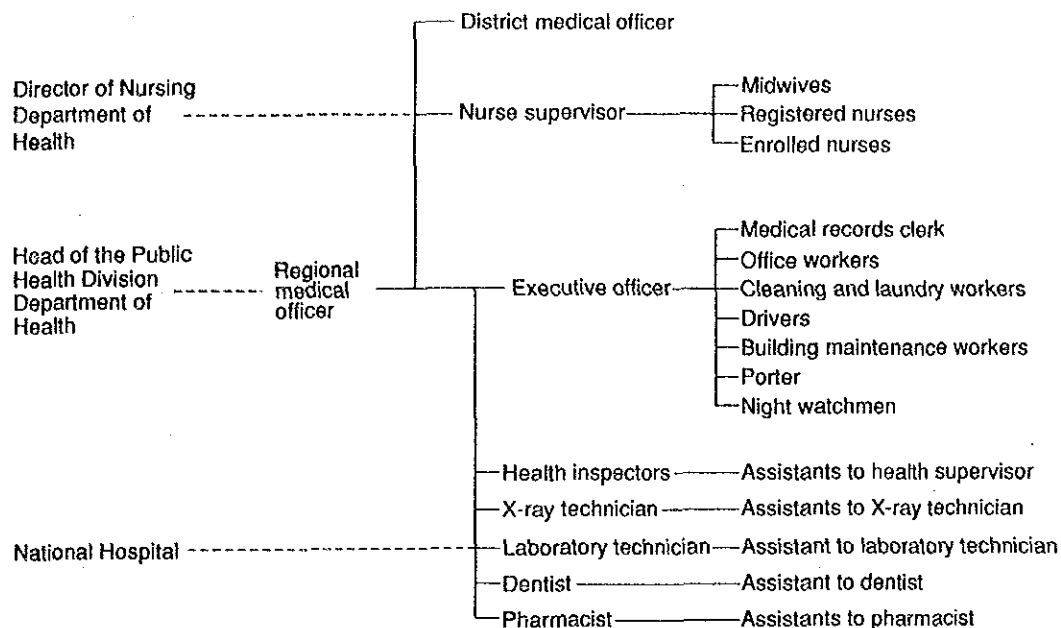 District medical officer
Director of Nursing
Department of
Health
Nurse supervisor
Midwives
Registered nurses
Enrolled nurses
Head of the Public
Health Division
Department of
Health
Regional
medical
officer
Executive officer
Medical records clerk
Office workers
Cleaning and laundry workers
Drivers
Building maintenance workers
Porter
Night watchmen
Health inspectors
Assistants to health supervisor
X-ray technician
Assistants to X-ray technician
National Hospital
Laboratory technician
Assistant to laboratory technician
Dentist
Assistant to dentist
Pharmacist
Assistants to pharmacist